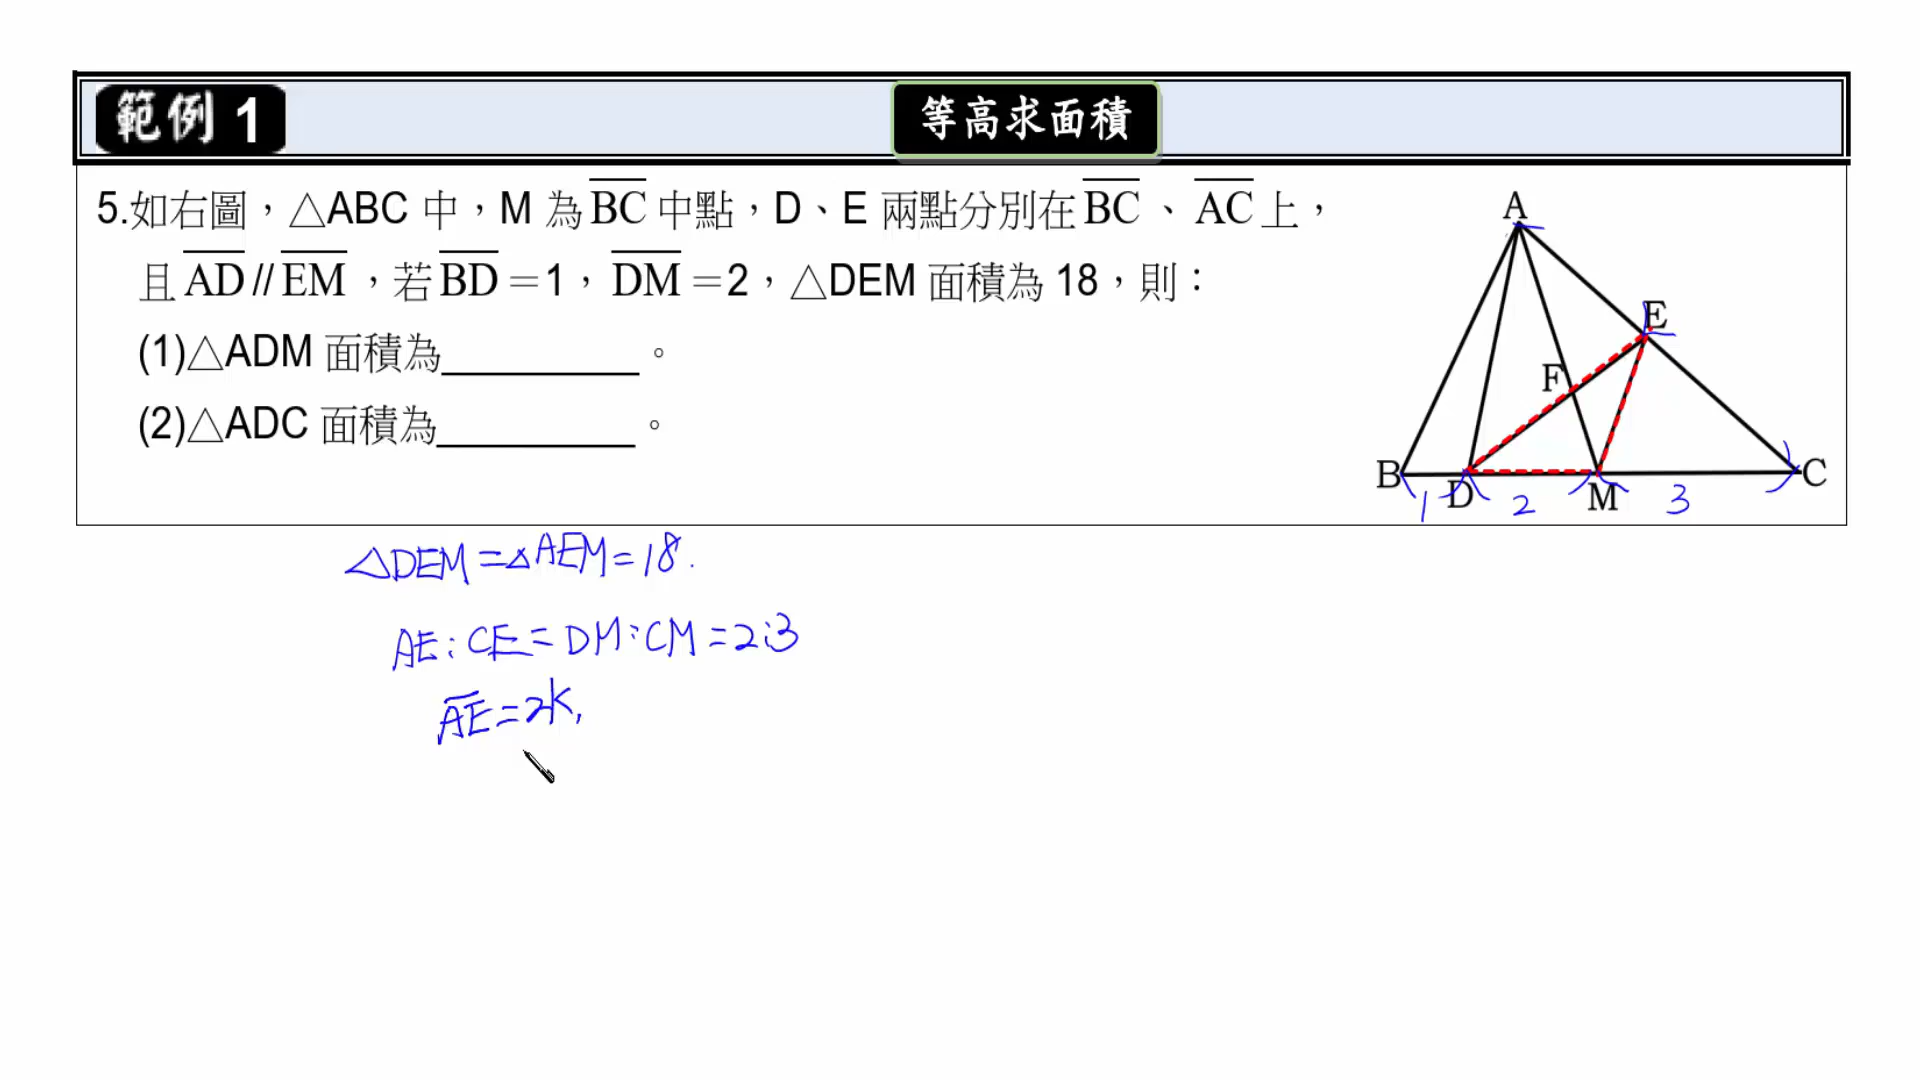 範例 1
等高求面積
5.如右圖，△ABC 中，M 為 BC 中點，D、E 兩點分別在 BC、AC 上，
且 AD // EM，若 BD＝1，DM＝2，△DEM 面積為 18，則：
(1)△ADM 面積為__________。
(2)△ADC 面積為__________。
A
E
F
B
D
M
C
1
2
3
△DEM=△AEM=18.
AE:CE=DM:CM=2:3
AE=2K,